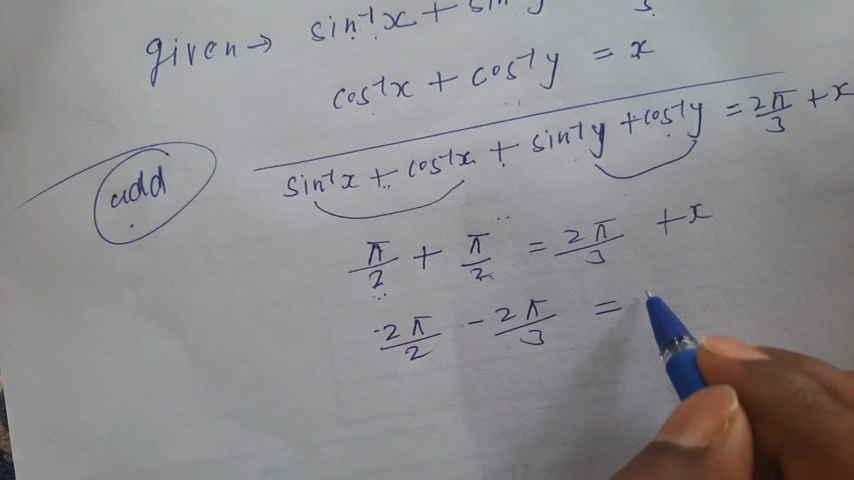 given → sin⁻¹x + sin⁻¹y
cos⁻¹x + cos⁻¹y = x
add sin⁻¹x + cos⁻¹x + sin⁻¹y + cos⁻¹y = 2π/3 + x
π/2 + π/2 = 2π/3 + x
2π/2 - 2π/3 =